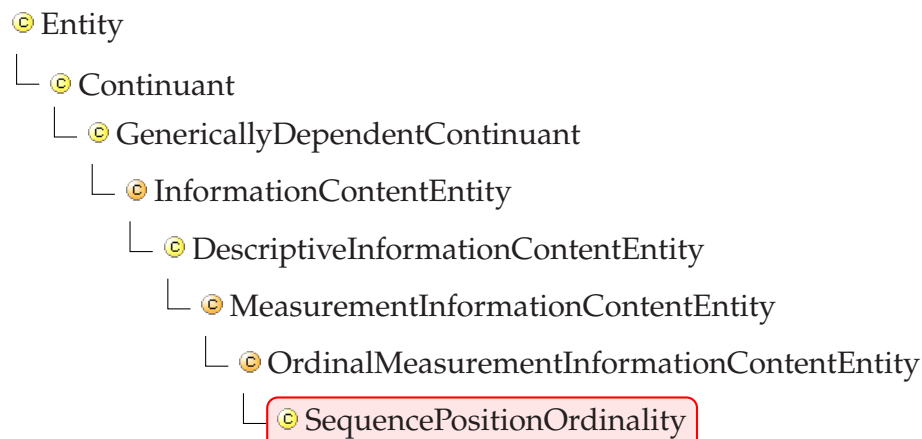 Entity
Continuant
GenericallyDependentContinuant
InformationContentEntity
DescriptiveInformationContentEntity
MeasurementInformationContentEntity
OrdinalMeasurementInformationContentEntity
SequencePositionOrdinality